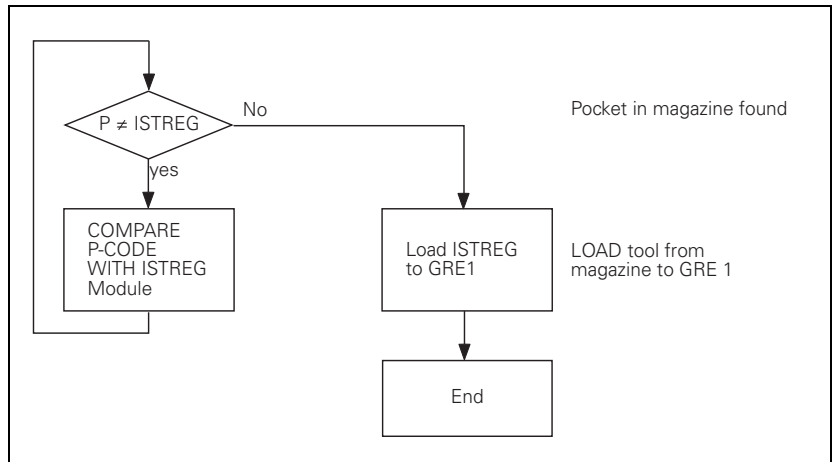 P ≠ ISTREG
No
Pocket in magazine found
yes
COMPARE
P-CODE
WITH ISTREG
Module
Load ISTREG
to GRE1
LOAD tool from
magazine to GRE 1
End